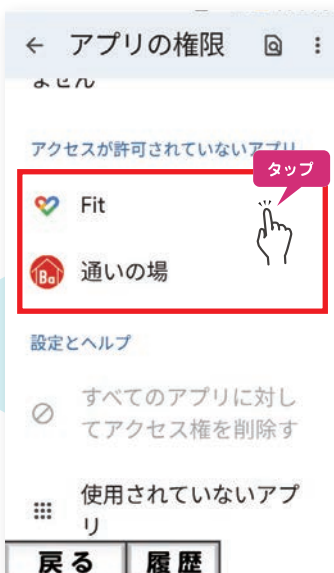 アプリの権限
ません
アクセスが許可されていないアプリ
タップ
Fit
Ba!
通いの場
設定とヘルプ
すべてのアプリに対し
てアクセス権を削除す
使用されていないアプ
リ
戻る 履歴